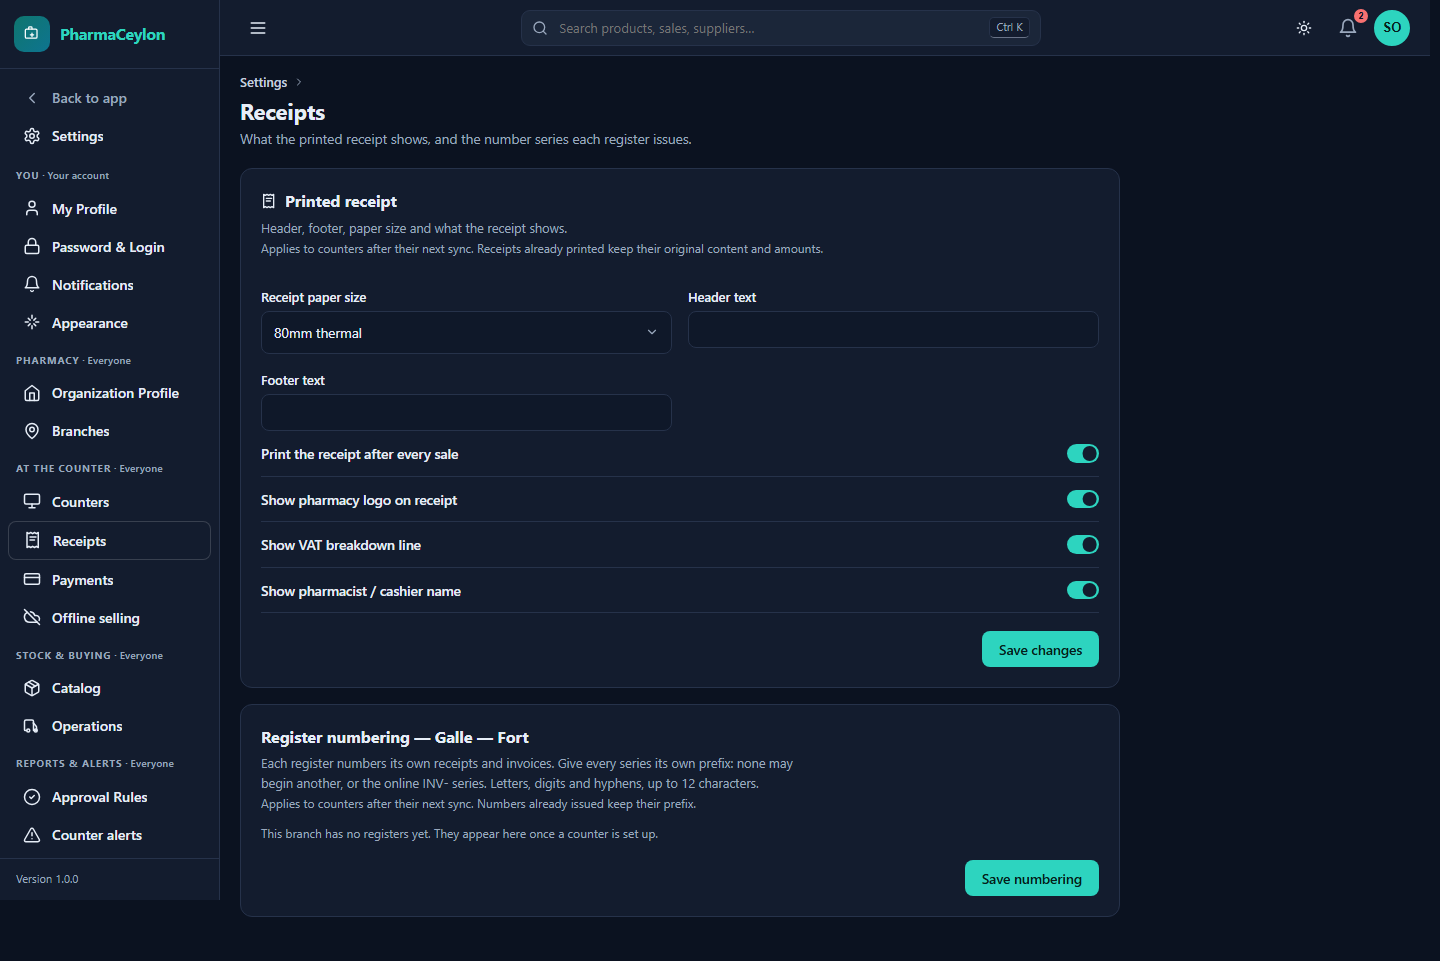 PharmaCeylon
Search products, sales, suppliers...
Ctrl K
2
SO
Back to app
Settings
YOU · Your account
My Profile
Password & Login
Notifications
Appearance
PHARMACY · Everyone
Organization Profile
Branches
AT THE COUNTER · Everyone
Counters
Receipts
Payments
Offline selling
STOCK & BUYING · Everyone
Catalog
Operations
REPORTS & ALERTS · Everyone
Approval Rules
Counter alerts
Version 1.0.0
Settings
Receipts
What the printed receipt shows, and the number series each register issues.
Printed receipt
Header, footer, paper size and what the receipt shows.
Applies to counters after their next sync. Receipts already printed keep their original content and amounts.
Receipt paper size
80mm thermal
Header text
Footer text
Print the receipt after every sale
Show pharmacy logo on receipt
Show VAT breakdown line
Show pharmacist / cashier name
Save changes
Register numbering — Galle — Fort
Each register numbers its own receipts and invoices. Give every series its own prefix: none may
begin another, or the online INV- series. Letters, digits and hyphens, up to 12 characters.
Applies to counters after their next sync. Numbers already issued keep their prefix.
This branch has no registers yet. They appear here once a counter is set up.
Save numbering